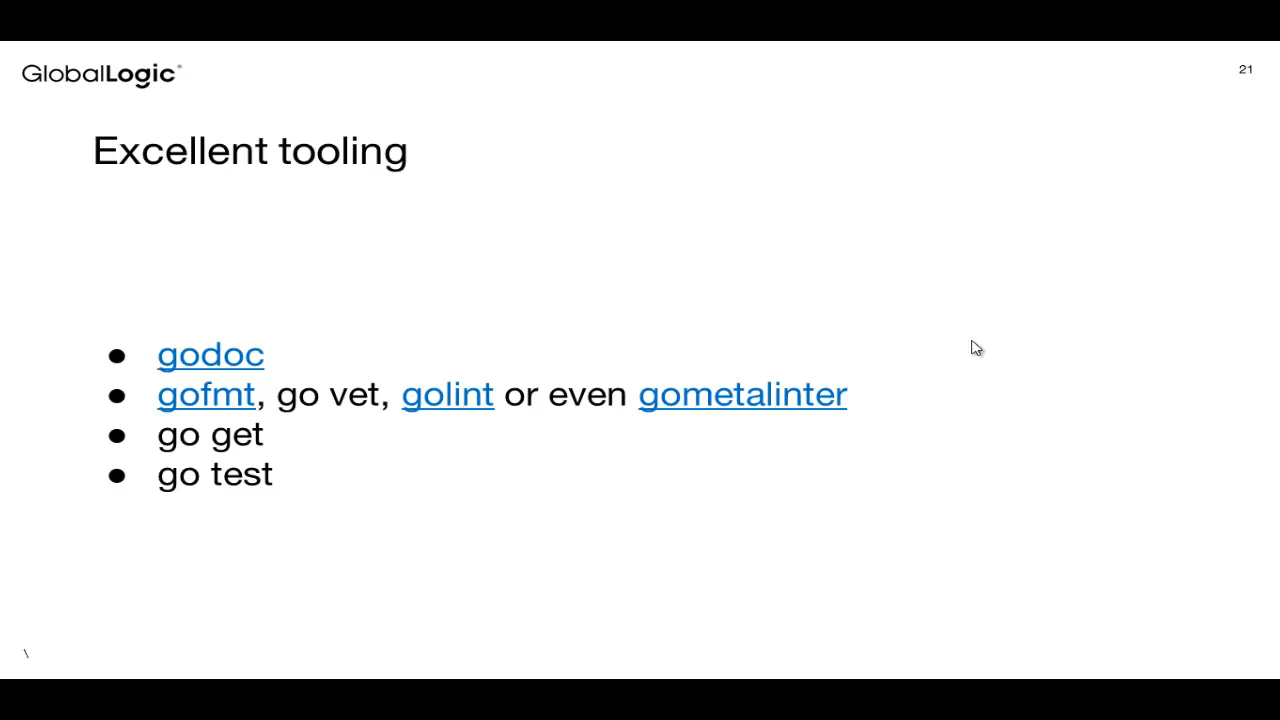 GlobalLogic
21
Excellent tooling
● godoc
● gofmt, go vet, golint or even gometalinter
● go get
● go test
\